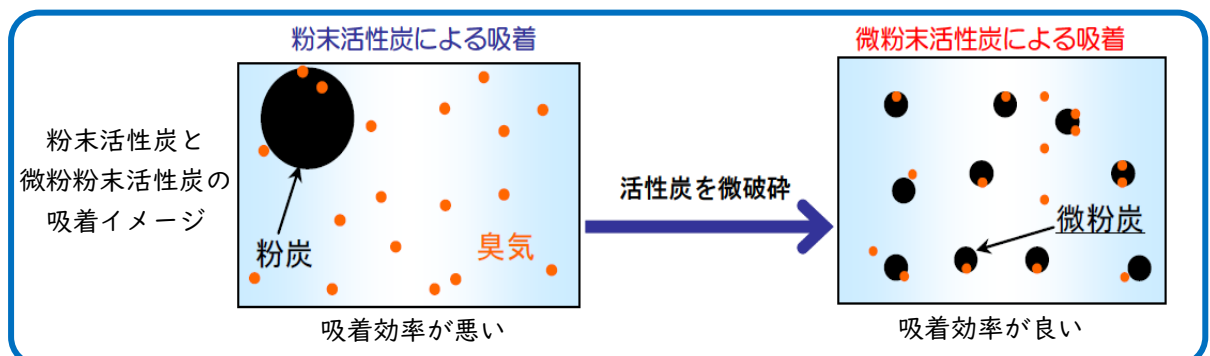 粉末活性炭による吸着
微粉末活性炭による吸着
粉末活性炭と
微粉粉末活性炭の
吸着イメージ
粉炭
臭気
活性炭を微破砕
微粉炭
吸着効率が悪い
吸着効率が良い